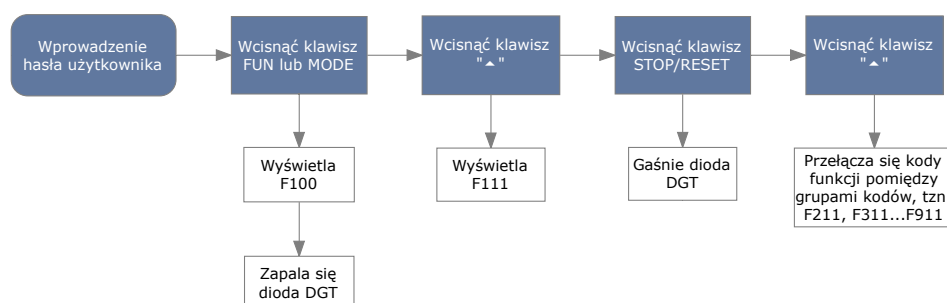 Wprowadzenie
hasła użytkownika
Wcisnąć klawisz
FUN lub MODE
Wcisnąć klawisz
"▲"
Wcisnąć klawisz
STOP/RESET
Wcisnąć klawisz
"▲"
Wyświetla
F100
Wyświetla
F111
Gaśnie dioda
DGT
Przełącza się kody
funkcji pomiędzy
grupami kodów, tzn
F211, F311...F911
Zapala się
dioda DGT